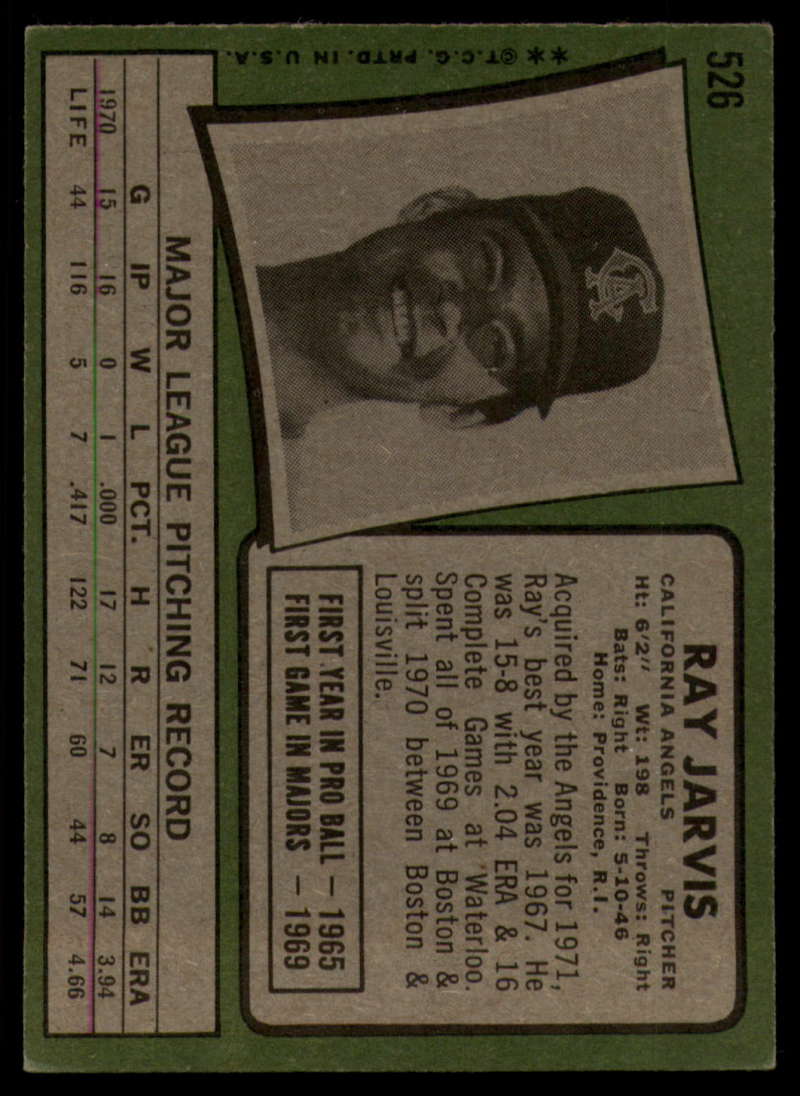 526
**©T.C.G. PRTD. IN U.S.A.
CA
RAY JARVIS
CALIFORNIA ANGELS PITCHER
Ht: 6'2" Wt: 198 Throws: Right
Bats: Right Born: 5-10-46
Home: Providence, R.I.
Acquired by the Angels for 1971,
Ray's best year was 1967. He
was 15-8 with 2.04 ERA & 16
Complete Games at Waterloo.
Spent all of 1969 at Boston &
split 1970 between Boston &
Louisville.
FIRST YEAR IN PRO BALL — 1965
FIRST GAME IN MAJORS — 1969
MAJOR LEAGUE PITCHING RECORD
G IP W L PCT. H R ER SO BB ERA
1970 15 16 0 1 .000 17 12 7 8 14 3.94
LIFE 44 116 5 7 .417 122 71 60 44 57 4.66